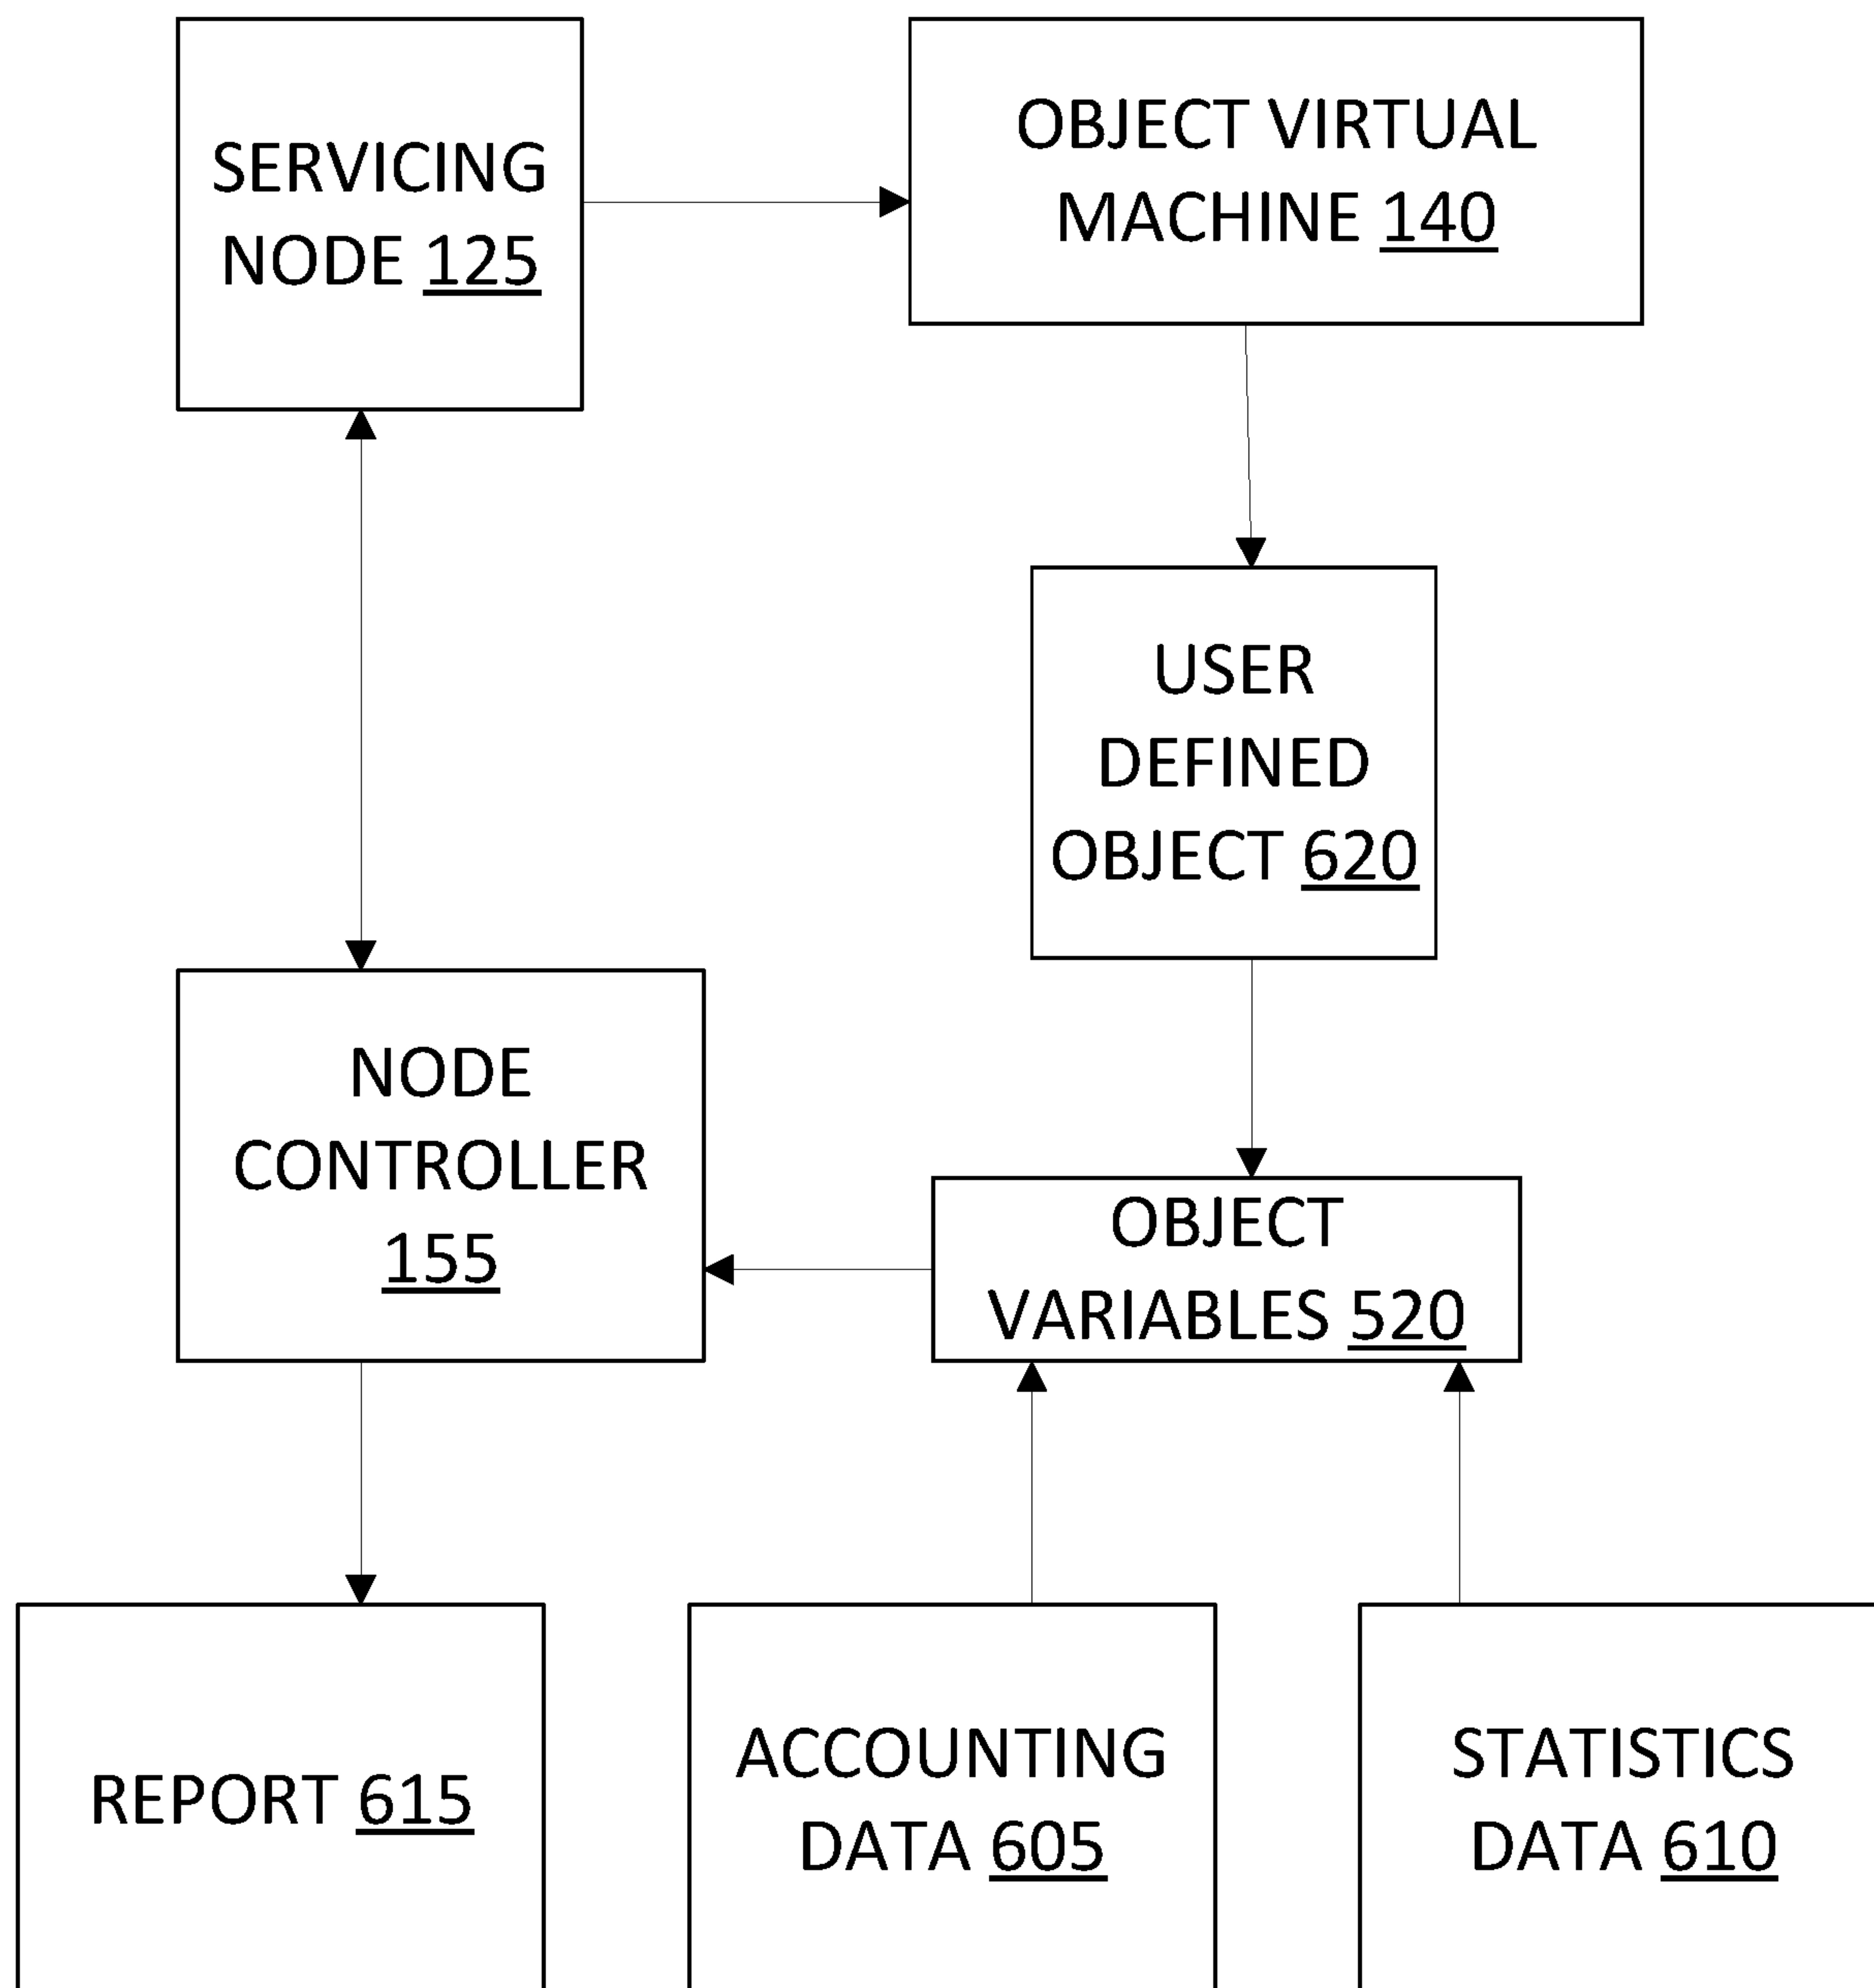 SERVICING
NODE 125
OBJECT VIRTUAL
MACHINE 140
USER
DEFINED
OBJECT 620
NODE
CONTROLLER
155
OBJECT
VARIABLES 520
REPORT 615
ACCOUNTING
DATA 605
STATISTICS
DATA 610